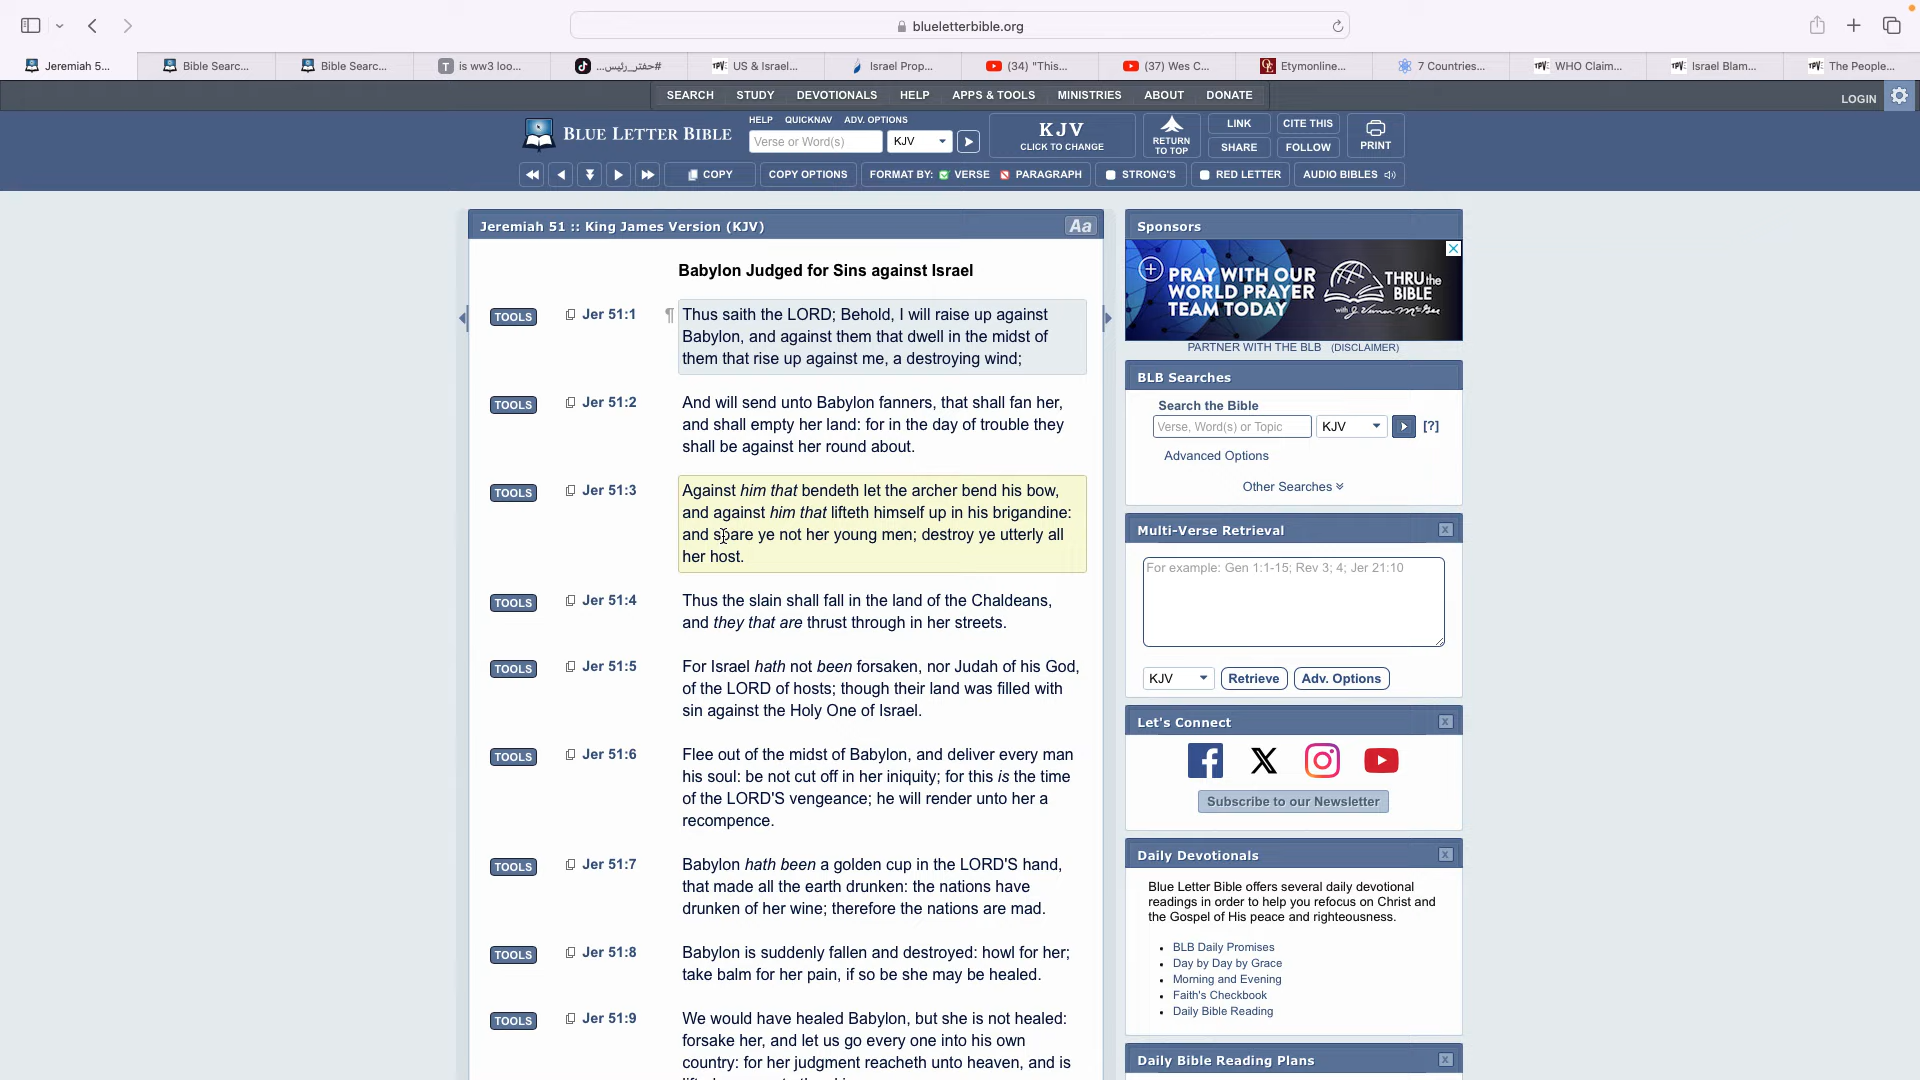 blueletterbible.org
Jeremiah 5...
Bible Searc...
Bible Searc...
is ww3 loo...
#حفتر_رئيس...
US & Israel...
Israel Prop...
(34) "This...
(37) Wes C...
Etymonline...
7 Countries...
WHO Claim...
Israel Blam...
The People...
SEARCH STUDY DEVOTIONALS HELP APPS & TOOLS MINISTRIES ABOUT DONATE
LOGIN
BLUE LETTER BIBLE
HELP QUICKNAV ADV. OPTIONS
Verse or Word(s)
KJV
KJV
CLICK TO CHANGE
RETURN
TO TOP
LINK
CITE THIS
SHARE
FOLLOW
PRINT
COPY
COPY OPTIONS
FORMAT BY: VERSE PARAGRAPH
STRONG'S
RED LETTER
AUDIO BIBLES
Jeremiah 51 :: King James Version (KJV)
Aa
Babylon Judged for Sins against Israel
TOOLS
Jer 51:1
¶
Thus saith the LORD; Behold, I will raise up against
Babylon, and against them that dwell in the midst of
them that rise up against me, a destroying wind;
TOOLS
Jer 51:2
And will send unto Babylon fanners, that shall fan her,
and shall empty her land: for in the day of trouble they
shall be against her round about.
TOOLS
Jer 51:3
Against him that bendeth let the archer bend his bow,
and against him that lifteth himself up in his brigandine:
and spare ye not her young men; destroy ye utterly all
her host.
TOOLS
Jer 51:4
Thus the slain shall fall in the land of the Chaldeans,
and they that are thrust through in her streets.
TOOLS
Jer 51:5
For Israel hath not been forsaken, nor Judah of his God,
of the LORD of hosts; though their land was filled with
sin against the Holy One of Israel.
TOOLS
Jer 51:6
Flee out of the midst of Babylon, and deliver every man
his soul: be not cut off in her iniquity; for this is the time
of the LORD'S vengeance; he will render unto her a
recompence.
TOOLS
Jer 51:7
Babylon hath been a golden cup in the LORD'S hand,
that made all the earth drunken: the nations have
drunken of her wine; therefore the nations are mad.
TOOLS
Jer 51:8
Babylon is suddenly fallen and destroyed: howl for her;
take balm for her pain, if so be she may be healed.
TOOLS
Jer 51:9
We would have healed Babylon, but she is not healed:
forsake her, and let us go every one into his own
country: for her judgment reacheth unto heaven, and is
Sponsors
PRAY WITH OUR
WORLD PRAYER
TEAM TODAY
THRU the
BIBLE
with J. Vernon McGee
PARTNER WITH THE BLB (DISCLAIMER)
BLB Searches
Search the Bible
Verse, Word(s) or Topic
KJV
[?]
Advanced Options
Other Searches
Multi-Verse Retrieval
For example: Gen 1:1-15; Rev 3; 4; Jer 21:10
KJV
Retrieve
Adv. Options
Let's Connect
Subscribe to our Newsletter
Daily Devotionals
Blue Letter Bible offers several daily devotional
readings in order to help you refocus on Christ and
the Gospel of His peace and righteousness.
BLB Daily Promises
Day by Day by Grace
Morning and Evening
Faith's Checkbook
Daily Bible Reading
Daily Bible Reading Plans